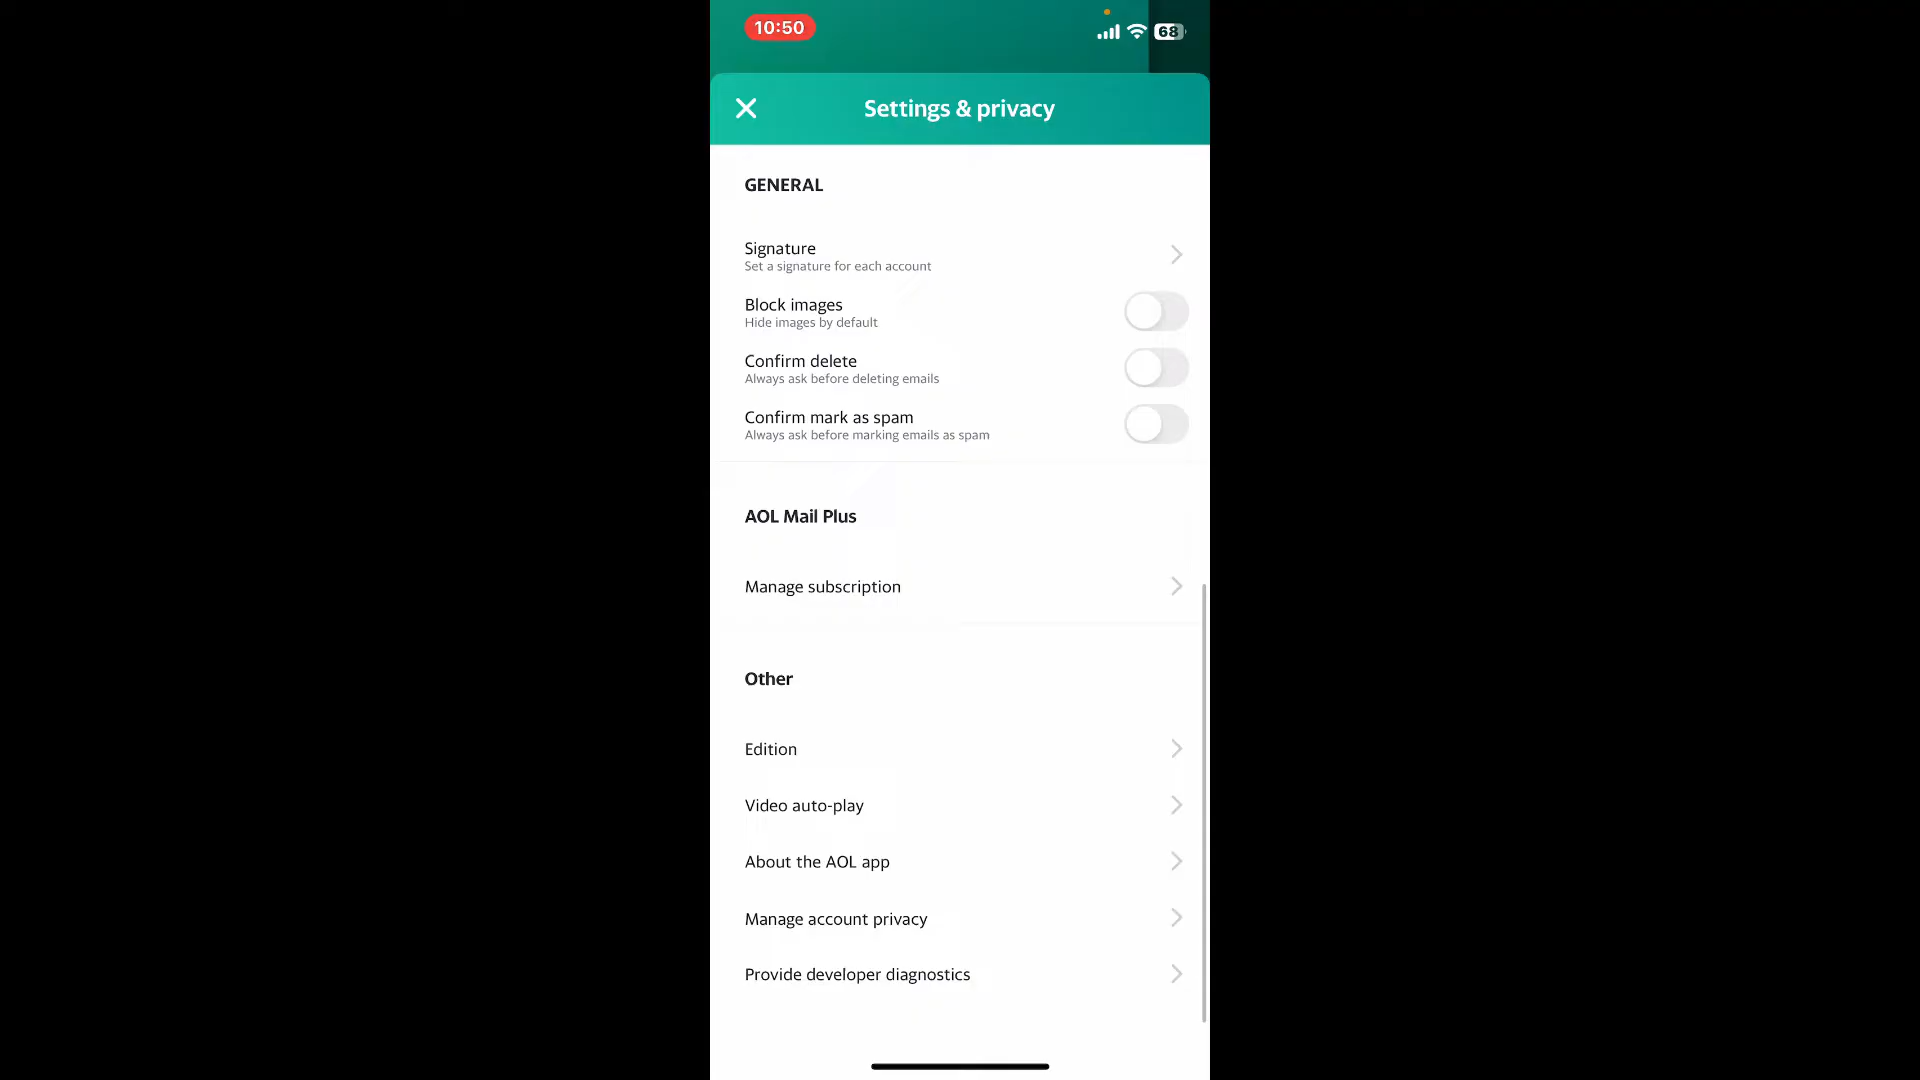 10:50
68
Settings & privacy
GENERAL
Signature
Set a signature for each account
Block images
Hide images by default
Confirm delete
Always ask before deleting emails
Confirm mark as spam
Always ask before marking emails as spam
AOL Mail Plus
Manage subscription
Other
Edition
Video auto-play
About the AOL app
Manage account privacy
Provide developer diagnostics